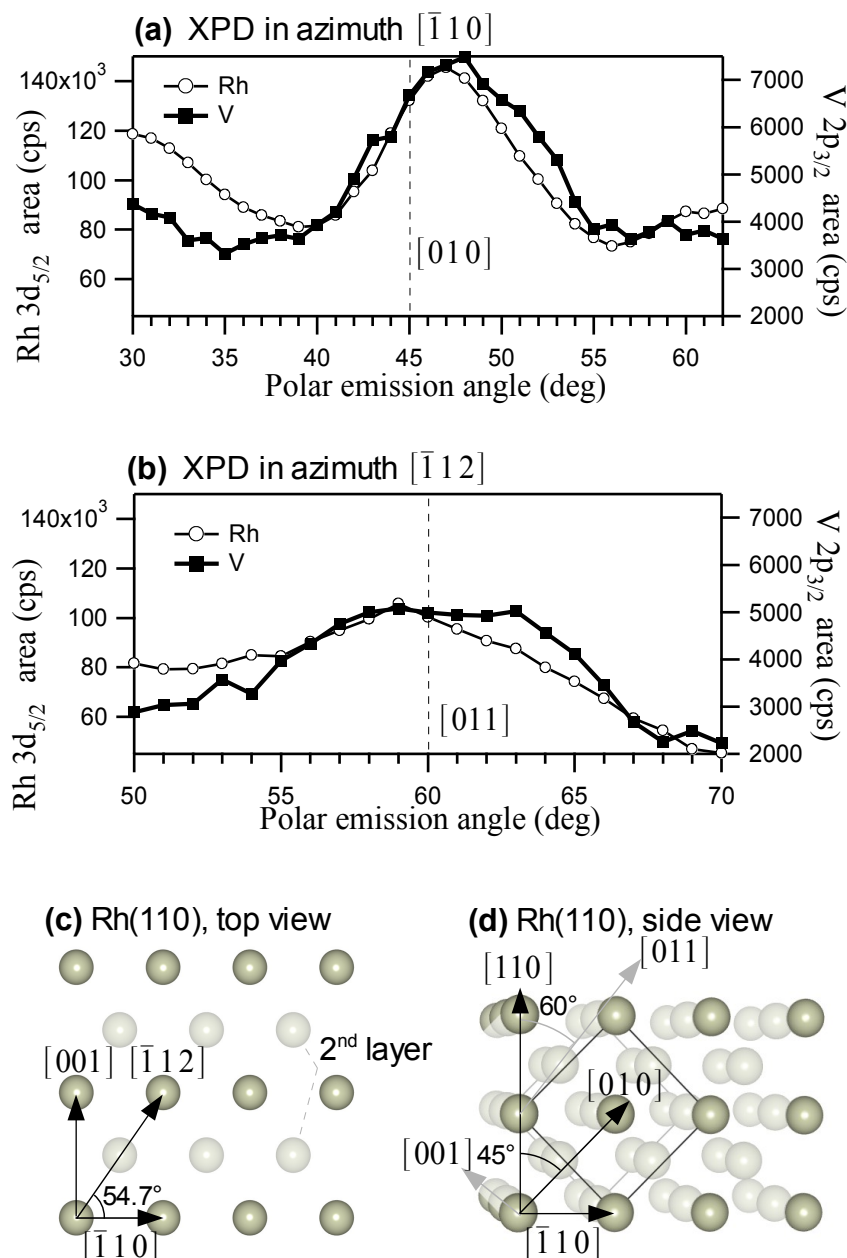 (a) XPD in azimuth [1̅10]
140x10³
120
100
80
60
Rh 3d5/2 area (cps)
Rh
V
[010]
7000
6000
5000
4000
3000
2000
V 2p3/2 area (cps)
30 35 40 45 50 55 60
Polar emission angle (deg)
(b) XPD in azimuth [1̅12]
140x10³
120
100
80
60
Rh 3d5/2 area (cps)
Rh
V
[011]
7000
6000
5000
4000
3000
2000
V 2p3/2 area (cps)
50 55 60 65 70
Polar emission angle (deg)
(c) Rh(110), top view
[001] [1̅12]
2nd layer
54.7°
[1̅10]
(d) Rh(110), side view
[110] [011]
60°
[010]
[001] 45°
[1̅10]